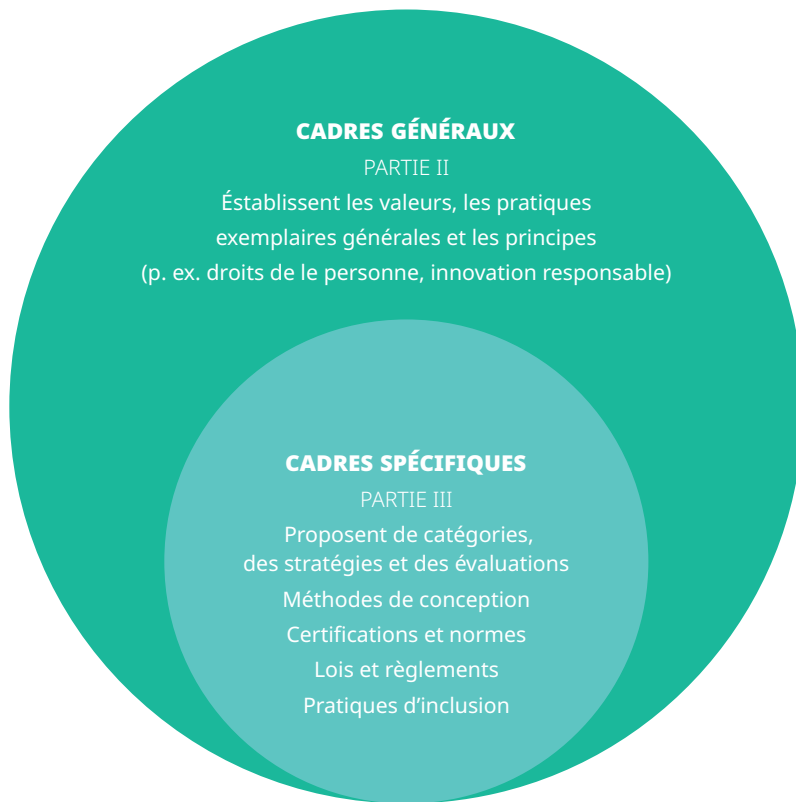 CADRES GÉNÉRAUX
PARTIE II
Éstablissent les valeurs, les pratiques
exemplaires générales et les principes
(p. ex. droits de le personne, innovation responsable)
CADRES SPÉCIFIQUES
PARTIE III
Proposent de catégories,
des stratégies et des évaluations
Méthodes de conception
Certifications et normes
Lois et règlements
Pratiques d’inclusion